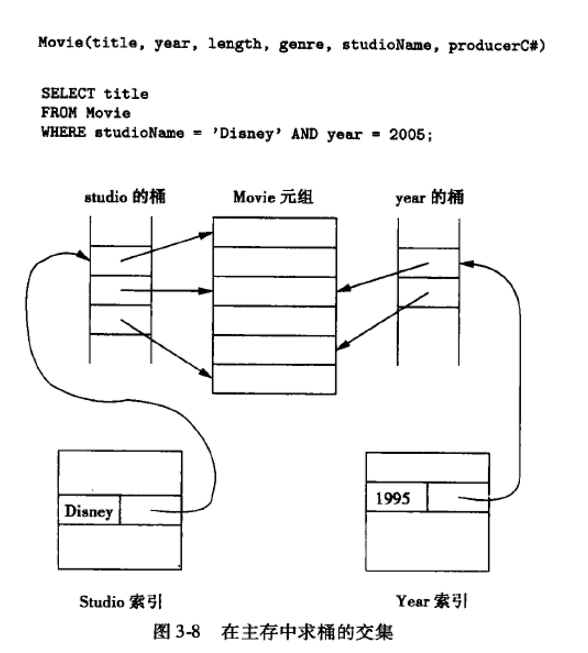 Movie(title, year, length, genre, studioName, producerC#)
SELECT title
FROM Movie
WHERE studioName = 'Disney' AND year = 2005;
studio 的桶 Movie 元组 year 的桶
Disney
1995
Studio 索引 Year 索引
图 3-8 在主存中求桶的交集